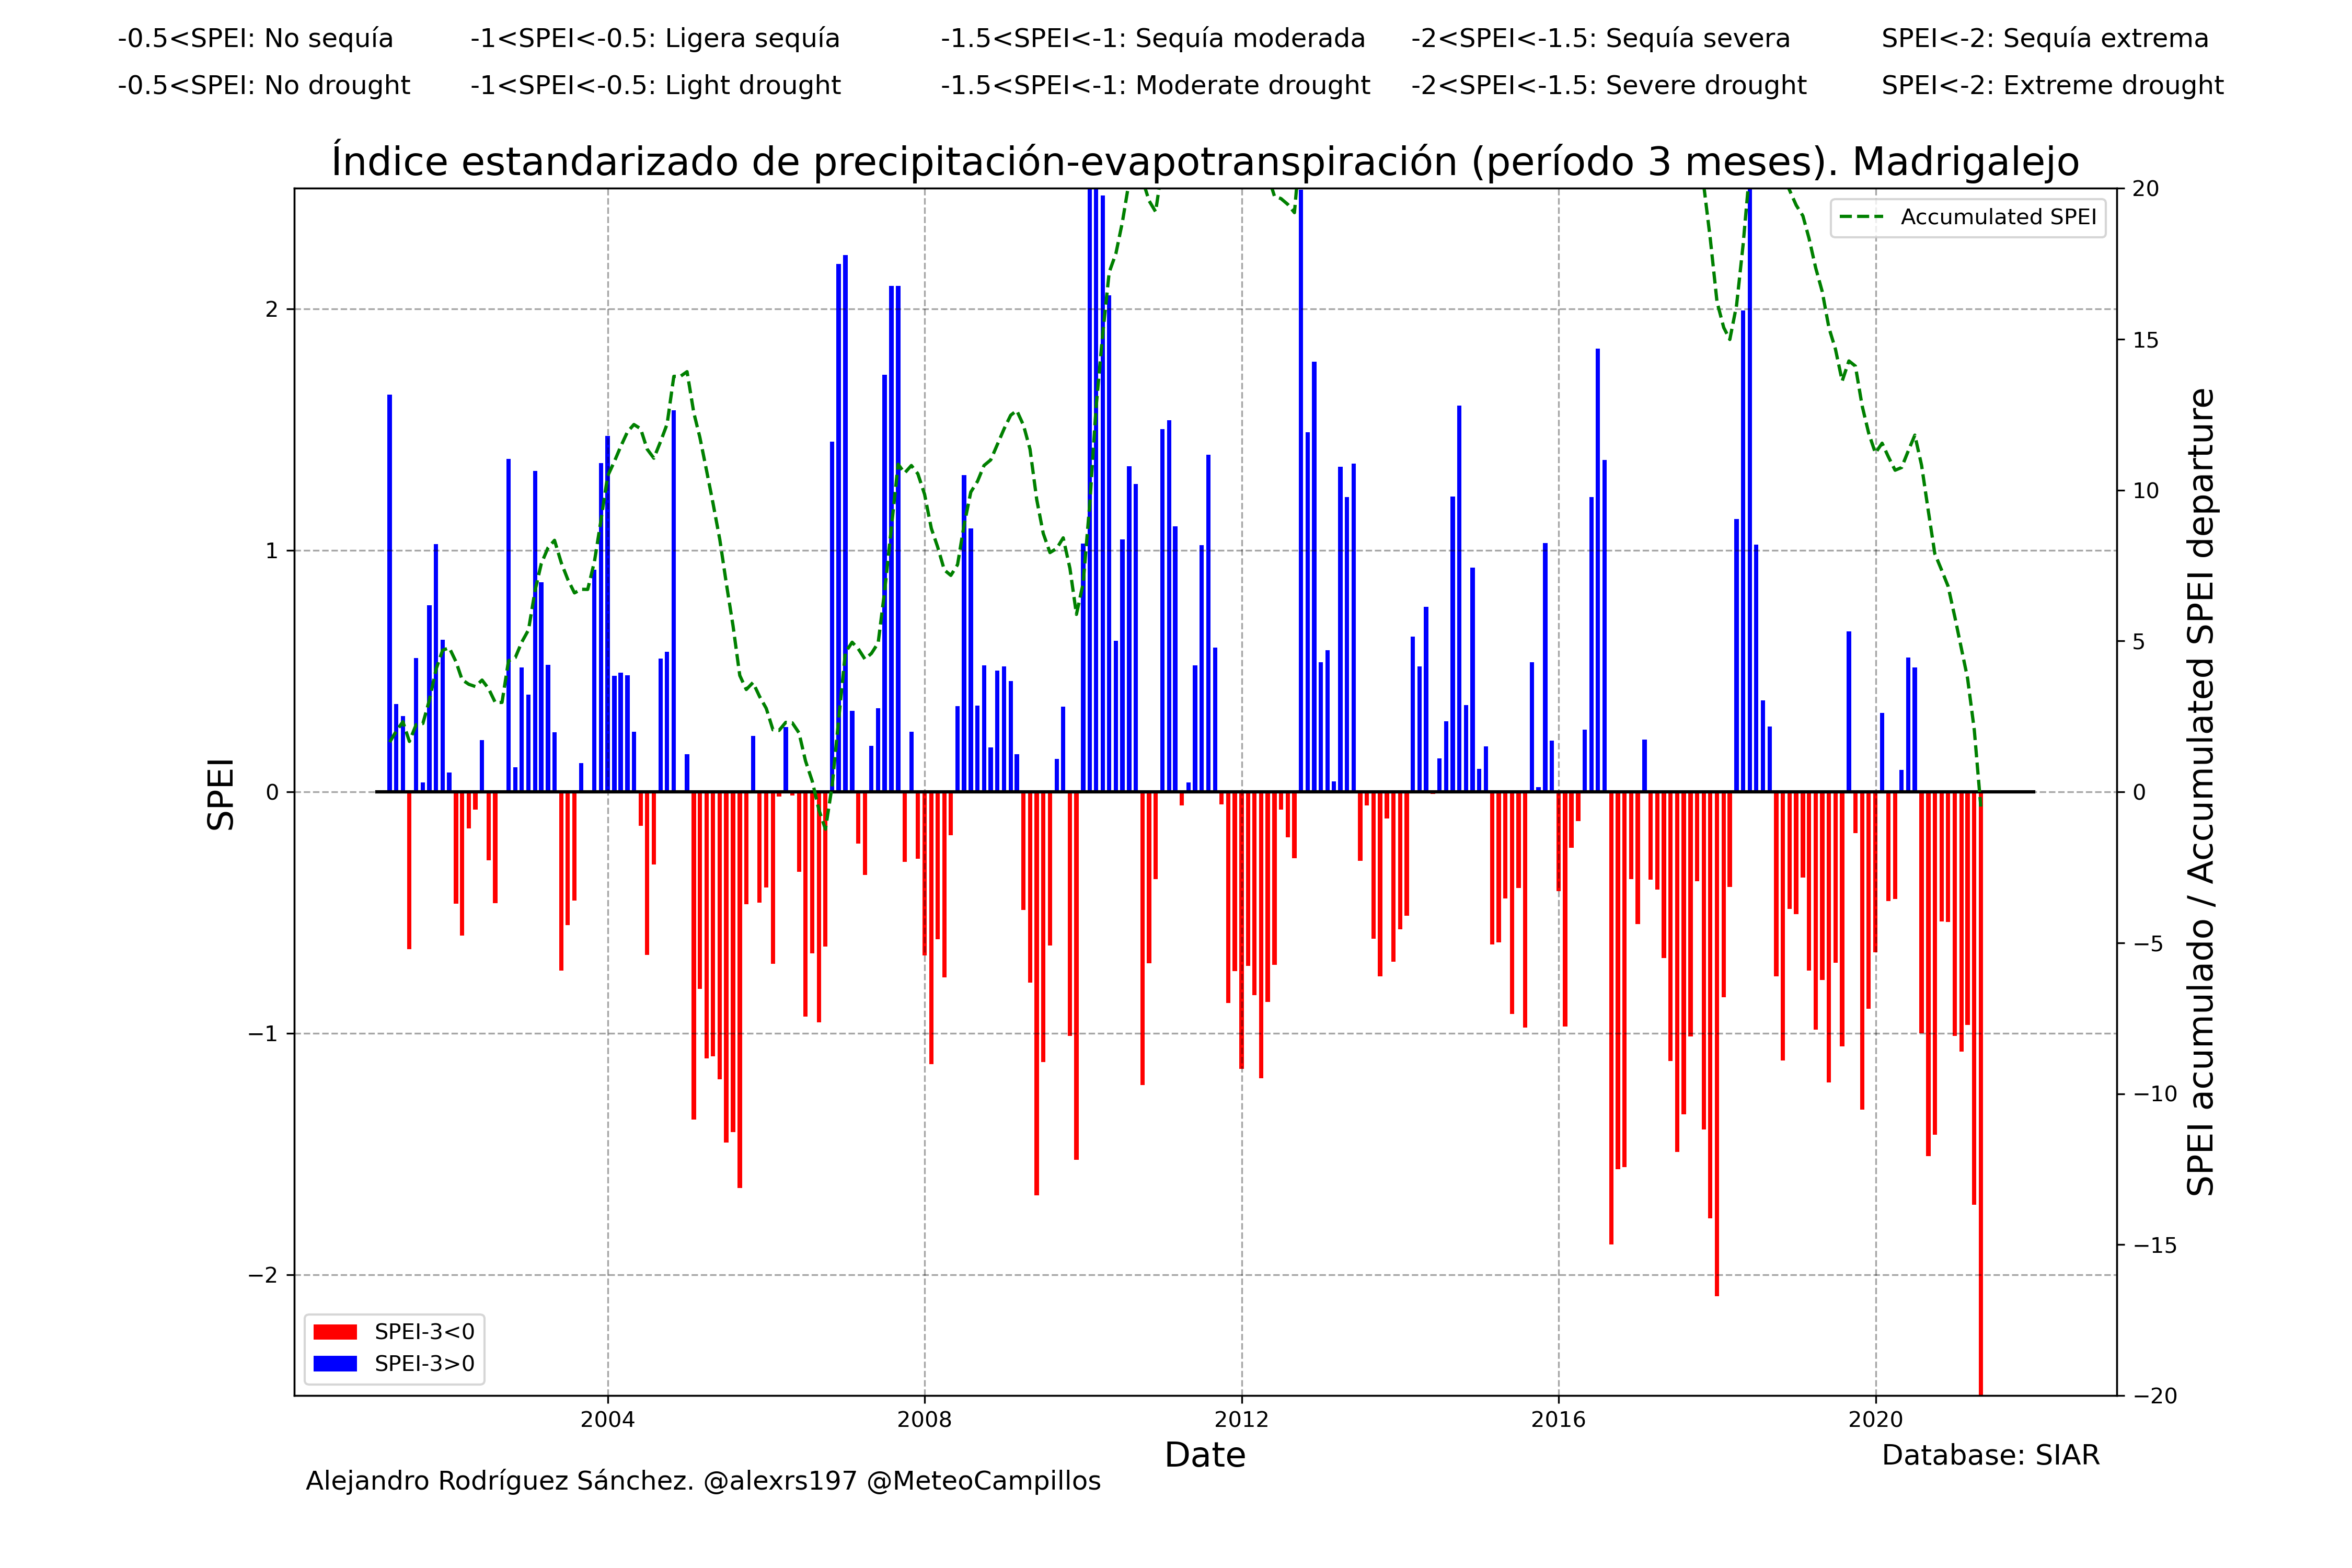 -0.5<SPEI: No sequía -1<SPEI<-0.5: Ligera sequía -1.5<SPEI<-1: Sequía moderada -2<SPEI<-1.5: Sequía severa SPEI<-2: Sequía extrema
-0.5<SPEI: No drought -1<SPEI<-0.5: Light drought -1.5<SPEI<-1: Moderate drought -2<SPEI<-1.5: Severe drought SPEI<-2: Extreme drought
Índice estandarizado de precipitación-evapotranspiración (período 3 meses). Madrigalejo
Accumulated SPEI
SPEI
2
1
0
−1
−2
20
15
10
5
0
−5
−10
−15
−20
SPEI acumulado / Accumulated SPEI departure
SPEI-3<0
SPEI-3>0
2004 2008 2012 2016 2020
Date
Database: SIAR
Alejandro Rodríguez Sánchez. @alexrs197 @MeteoCampillos